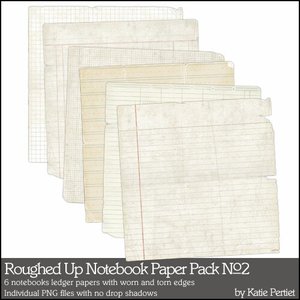 Roughed Up Notebook Paper Pack Nº2
6 notebooks ledger papers with worn and torn edges
Individual PNG files with no drop shadows
by Katie Pertiet